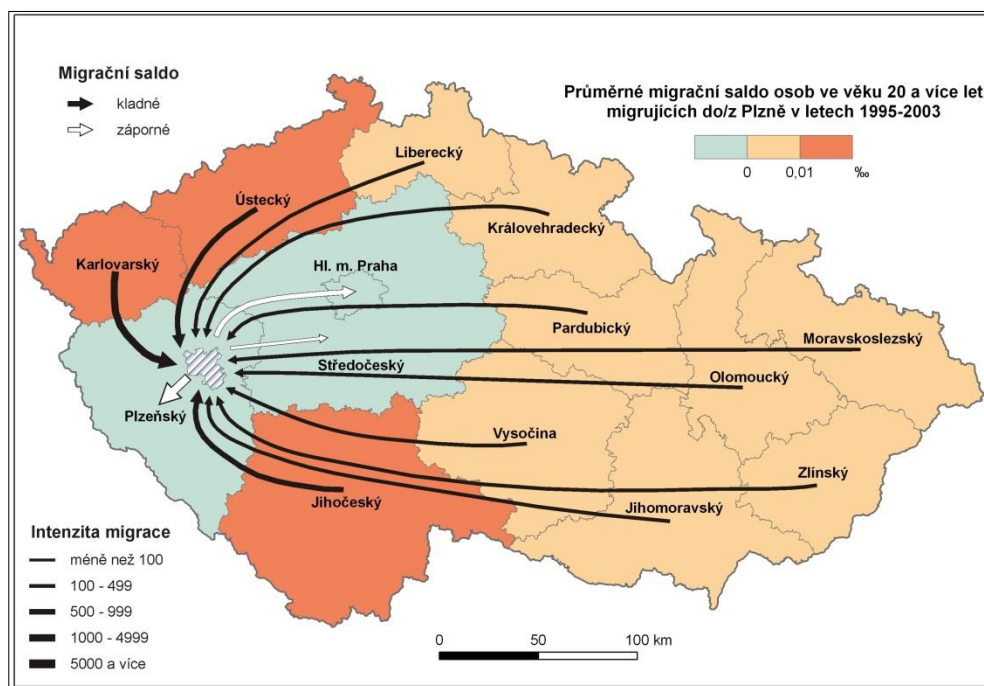 Migrační saldo
kladné
záporné
Průměrné migrační saldo osob ve věku 20 a více let
migrujících do/z Plzně v letech 1995-2003
0
0,01
‰
Liberecký
Ústecký
Královehradecký
Karlovarský
Hl. m. Praha
Pardubický
Moravskoslezský
Středočeský
Olomoucký
Plzeňský
Vysočina
Zlínský
Jihočeský
Jihomoravský
Intenzita migrace
méně než 100
100 - 499
500 - 999
1000 - 4999
5000 a více
0 50 100 km